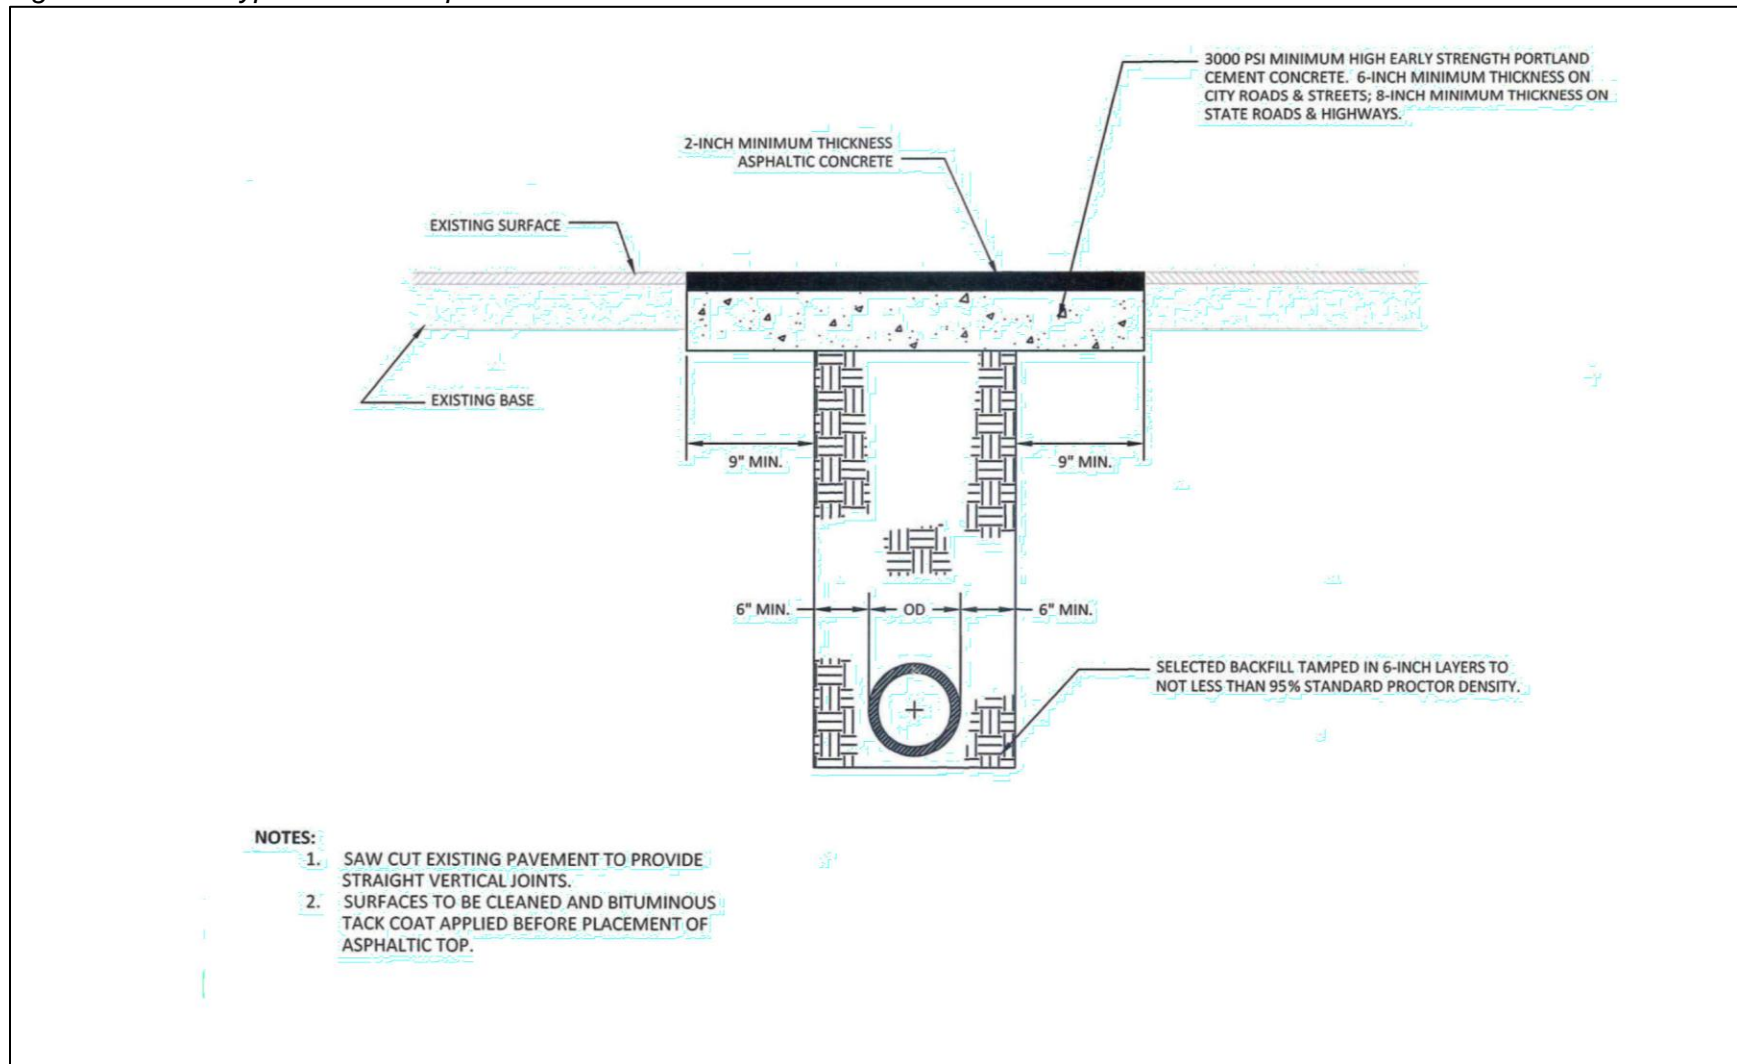 3000 PSI MINIMUM HIGH EARLY STRENGTH PORTLAND
CEMENT CONCRETE. 6-INCH MINIMUM THICKNESS ON
CITY ROADS & STREETS; 8-INCH MINIMUM THICKNESS ON
STATE ROADS & HIGHWAYS.
2-INCH MINIMUM THICKNESS
ASPHALTIC CONCRETE
EXISTING SURFACE
EXISTING BASE
9" MIN.
9" MIN.
6" MIN.
OD
6" MIN.
SELECTED BACKFILL TAMPED IN 6-INCH LAYERS TO
NOT LESS THAN 95% STANDARD PROCTOR DENSITY.
NOTES:
1. SAW CUT EXISTING PAVEMENT TO PROVIDE
STRAIGHT VERTICAL JOINTS.
2. SURFACES TO BE CLEANED AND BITUMINOUS
TACK COAT APPLIED BEFORE PLACEMENT OF
ASPHALTIC TOP.